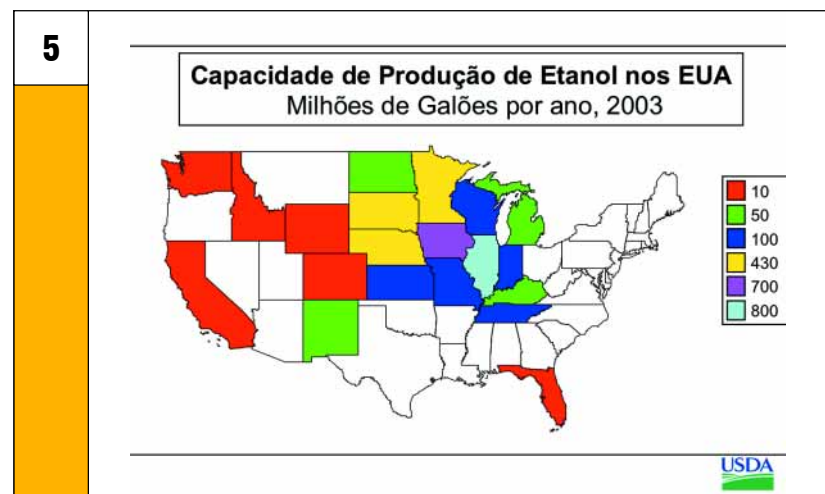 5
Capacidade de Produção de Etanol nos EUA
Milhões de Galões por ano, 2003
10
50
100
430
700
800
USDA